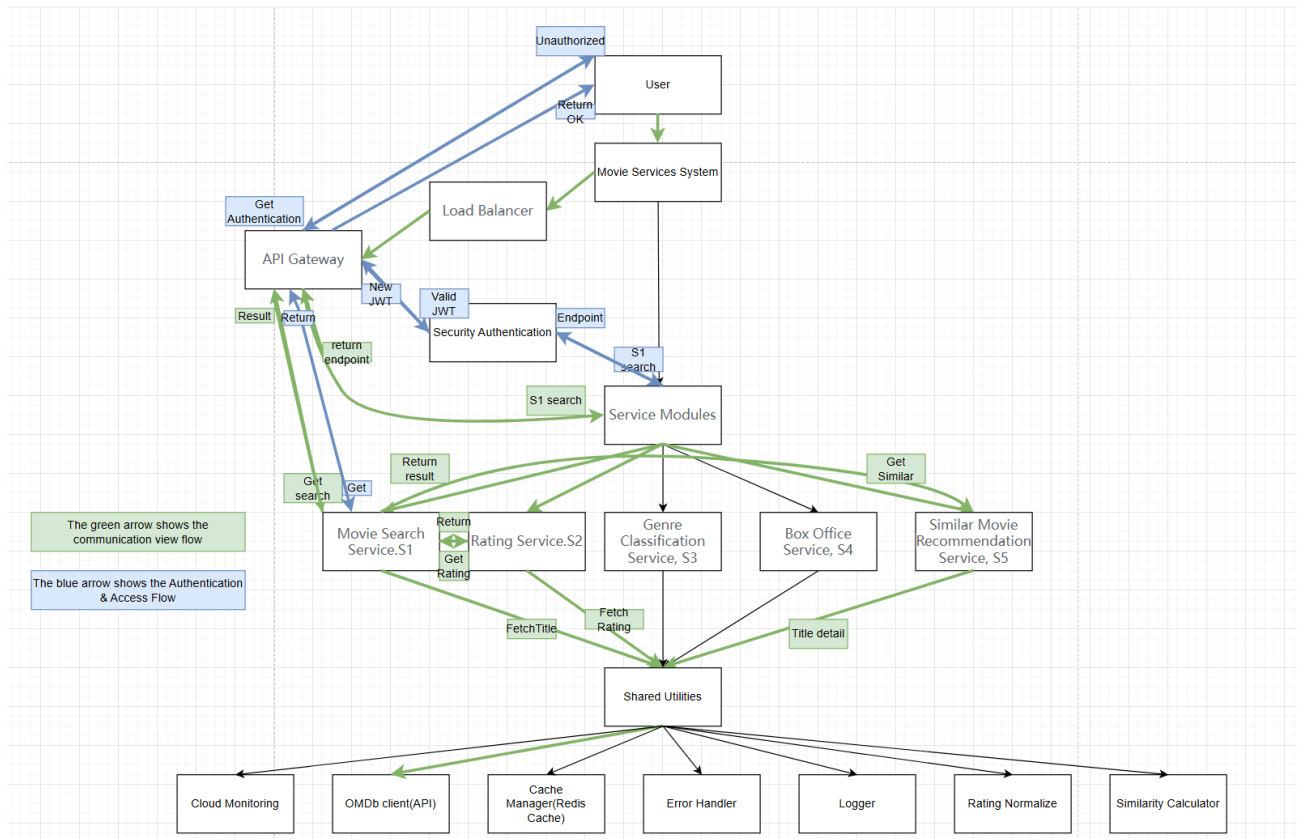 Unauthorized
User
Return
OK
Movie Services System
Get
Authentication
Load Balancer
API Gateway
New
JWT
Valid
JWT
Security Authentication
Endpoint
Result
Return
return
endpoint
S1
search
S1 search
Service Modules
Return
result
Get
Similar
Get
search
Get
The green arrow shows the
communication view flow
Movie Search
Service.S1
Return
Get
Rating
Rating Service.S2
Genre
Classification
Service, S3
Box Office
Service, S4
Similar Movie
Recommendation
Service, S5
The blue arrow shows the Authentication
& Access Flow
FetchTitle
Fetch
Rating
Title detail
Shared Utilities
Cloud Monitoring
OMDb client(API)
Cache
Manager(Redis
Cache)
Error Handler
Logger
Rating Normalize
Similarity Calculator